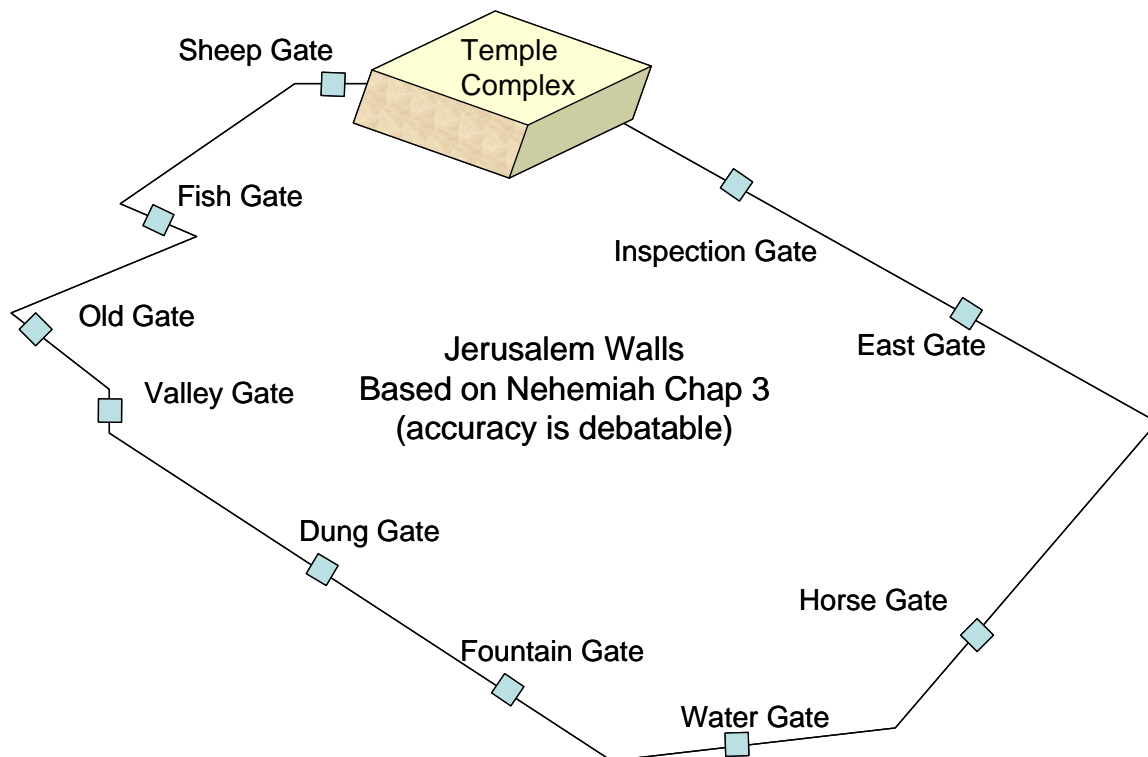 Sheep Gate
Temple
Complex
Fish Gate
Inspection Gate
Old Gate
East Gate
Jerusalem Walls
Based on Nehemiah Chap 3
(accuracy is debatable)
Valley Gate
Dung Gate
Horse Gate
Fountain Gate
Water Gate